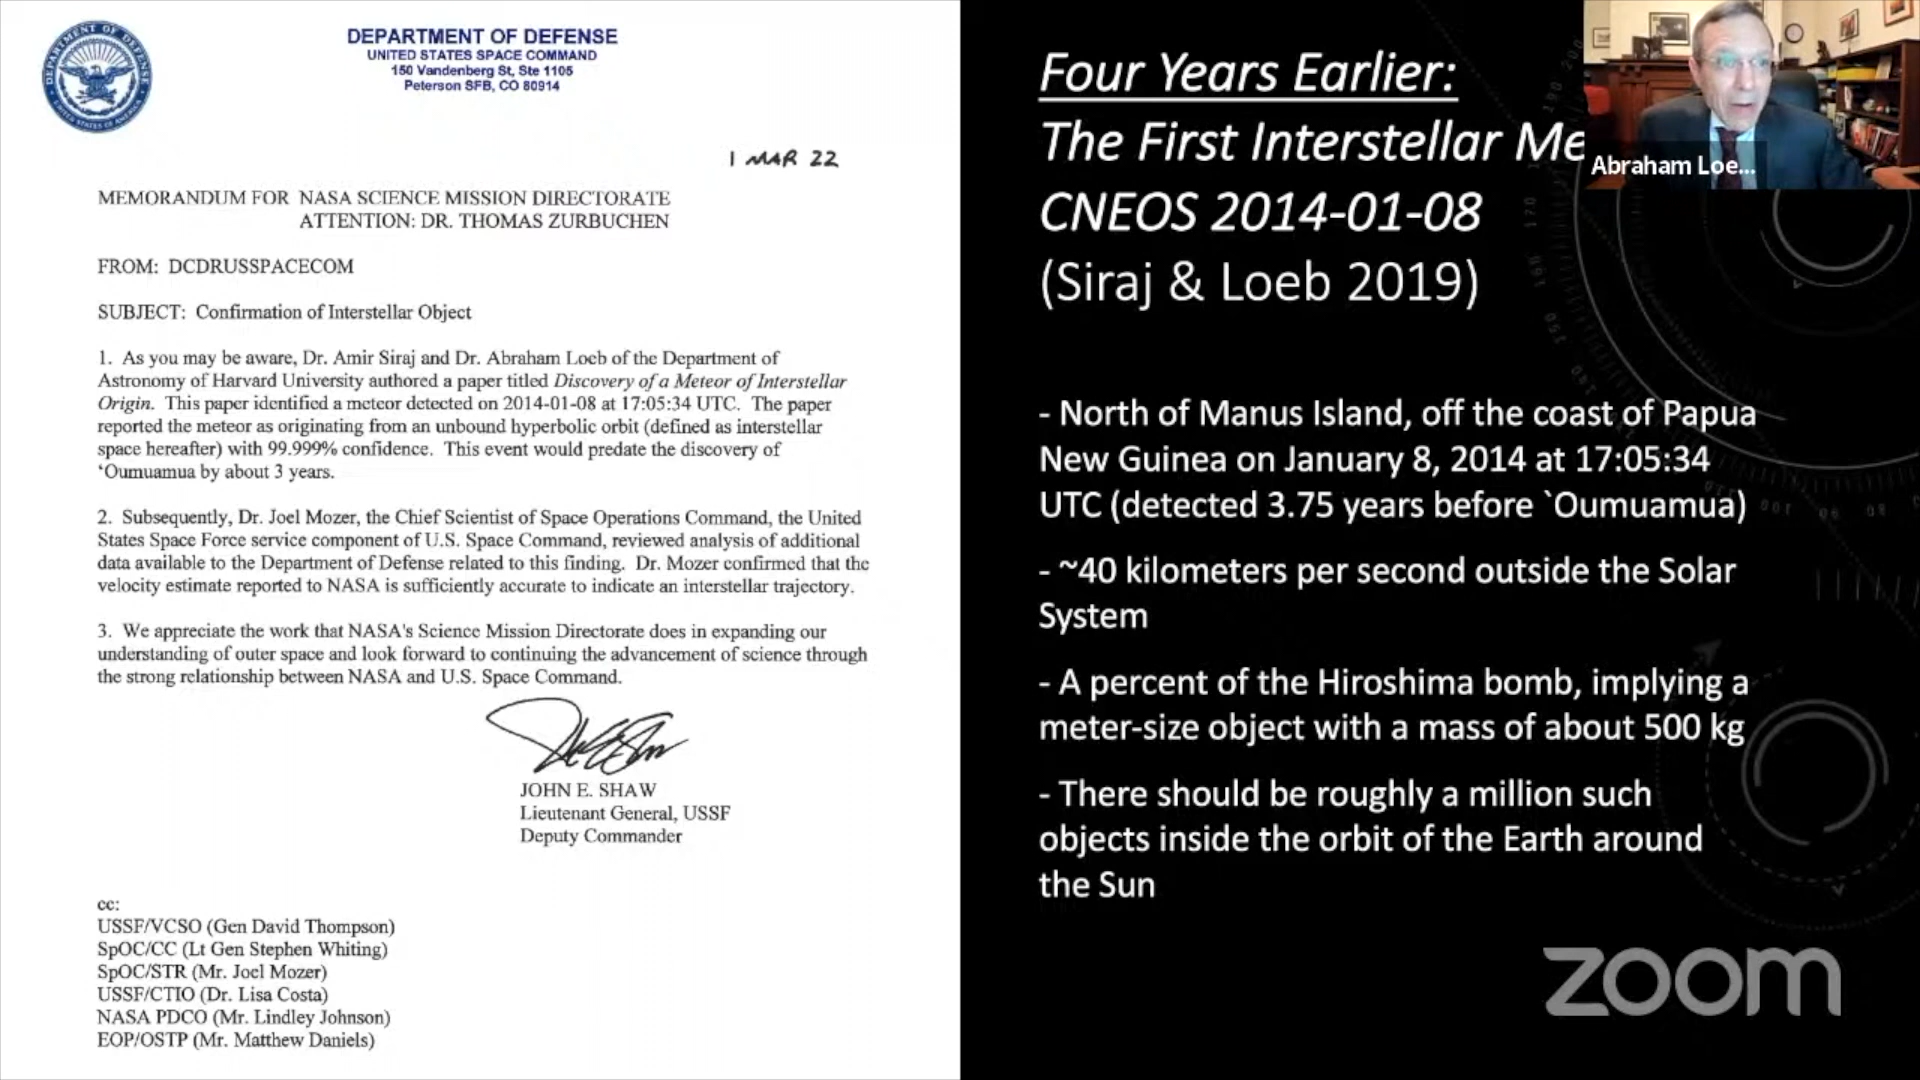 DEPARTMENT OF DEFENSE
UNITED STATES SPACE COMMAND
150 Vandenberg St, Ste 1105
Peterson SFB, CO 80914
DEPARTMENT OF DEFENSE
UNITED STATES OF AMERICA
1 MAR 22
MEMORANDUM FOR NASA SCIENCE MISSION DIRECTORATE
ATTENTION: DR. THOMAS ZURBUCHEN
FROM: DCDRUSSPACECOM
SUBJECT: Confirmation of Interstellar Object
1. As you may be aware, Dr. Amir Siraj and Dr. Abraham Loeb of the Department of
Astronomy of Harvard University authored a paper titled Discovery of a Meteor of Interstellar
Origin. This paper identified a meteor detected on 2014-01-08 at 17:05:34 UTC. The paper
reported the meteor as originating from an unbound hyperbolic orbit (defined as interstellar
space hereafter) with 99.999% confidence. This event would predate the discovery of
‘Oumuamua by about 3 years.
2. Subsequently, Dr. Joel Mozer, the Chief Scientist of Space Operations Command, the United
States Space Force service component of U.S. Space Command, reviewed analysis of additional
data available to the Department of Defense related to this finding. Dr. Mozer confirmed that the
velocity estimate reported to NASA is sufficiently accurate to indicate an interstellar trajectory.
3. We appreciate the work that NASA's Science Mission Directorate does in expanding our
understanding of outer space and look forward to continuing the advancement of science through
the strong relationship between NASA and U.S. Space Command.
JOHN E. SHAW
Lieutenant General, USSF
Deputy Commander
cc:
USSF/VCSO (Gen David Thompson)
SpOC/CC (Lt Gen Stephen Whiting)
SpOC/STR (Mr. Joel Mozer)
USSF/CTIO (Dr. Lisa Costa)
NASA PDCO (Mr. Lindley Johnson)
EOP/OSTP (Mr. Matthew Daniels)
Four Years Earlier:
The First Interstellar Me
CNEOS 2014-01-08
(Siraj & Loeb 2019)
- North of Manus Island, off the coast of Papua
New Guinea on January 8, 2014 at 17:05:34
UTC (detected 3.75 years before `Oumuamua)
- ~40 kilometers per second outside the Solar
System
- A percent of the Hiroshima bomb, implying a
meter-size object with a mass of about 500 kg
- There should be roughly a million such
objects inside the orbit of the Earth around
the Sun
Abraham Loe...
zoom